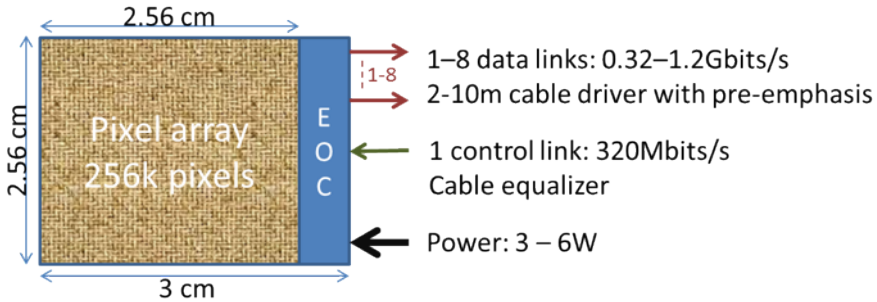 2.56 cm
2.56 cm
Pixel array
256k pixels
E
O
C
1-8
1–8 data links: 0.32–1.2Gbits/s
2-10m cable driver with pre-emphasis
1 control link: 320Mbits/s
Cable equalizer
Power: 3 – 6W
3 cm